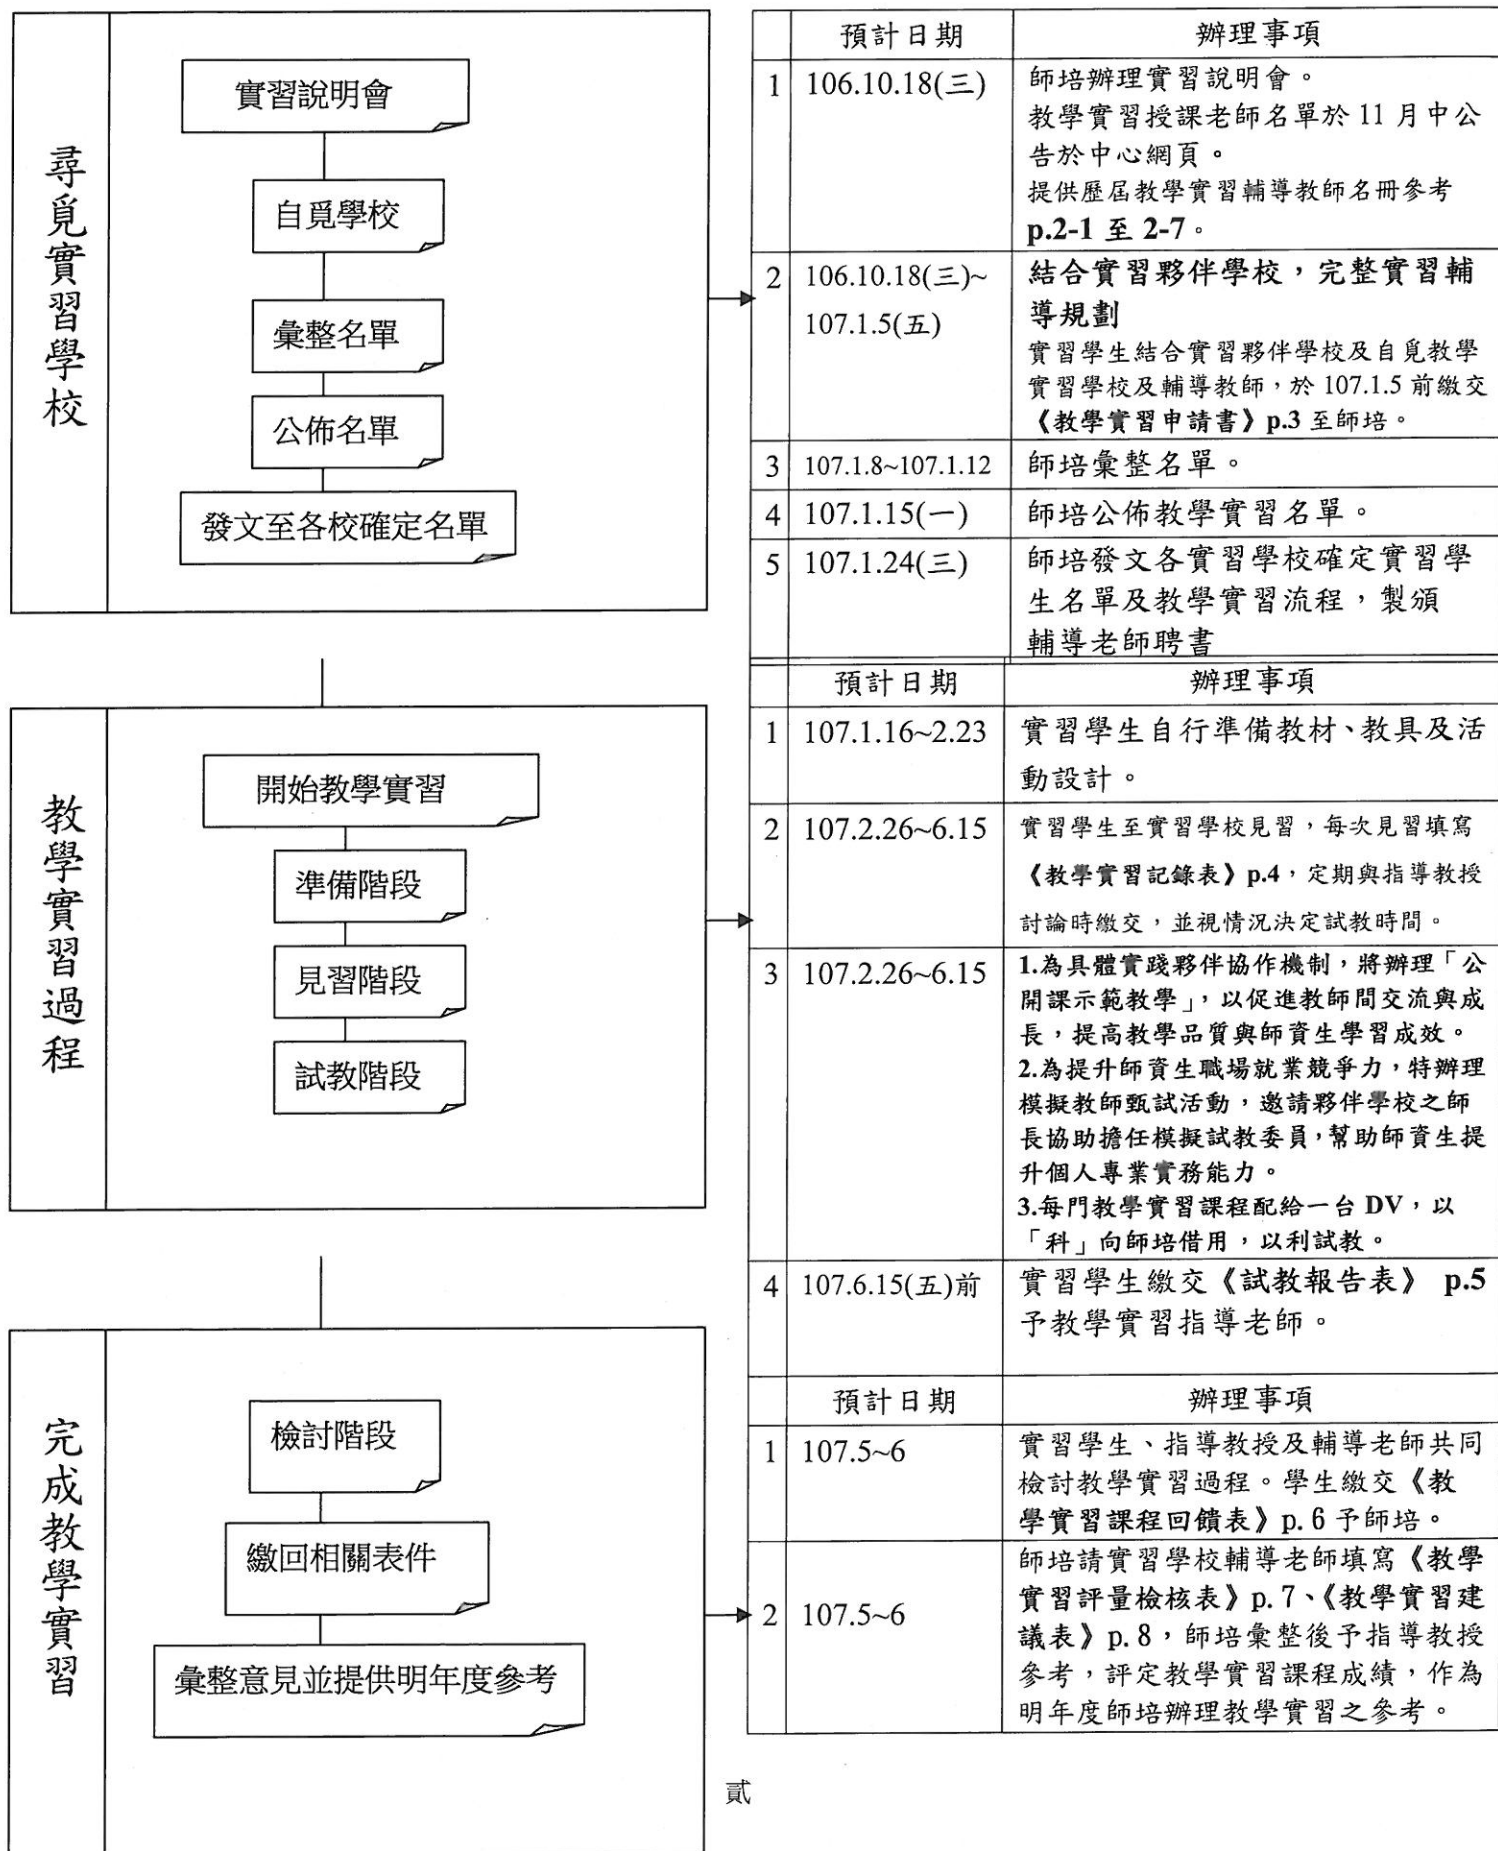 尋覓實習學校
實習說明會
自覓學校
彙整名單
公佈名單
發文至各校確定名單
預計日期 辦理事項
1 106.10.18(三) 師培辦理實習說明會。
教學實習授課老師名單於 11 月中公
告於中心網頁。
提供歷屆教學實習輔導教師名冊參考
p.2-1 至 2-7。
2 106.10.18(三)~ 結合實習夥伴學校，完整實習輔
107.1.5(五) 導規劃
實習學生結合實習夥伴學校及自覓教學
實習學校及輔導教師，於 107.1.5 前繳交
《教學實習申請書》p.3 至師培。
3 107.1.8~107.1.12 師培彙整名單。
4 107.1.15(一) 師培公佈教學實習名單。
5 107.1.24(三) 師培發文各實習學校確定實習學
生名單及教學實習流程，製頒
輔導老師聘書
教學實習過程
開始教學實習
準備階段
見習階段
試教階段
預計日期 辦理事項
1 107.1.16~2.23 實習學生自行準備教材、教具及活
動設計。
2 107.2.26~6.15 實習學生至實習學校見習，每次見習填寫
《教學實習記錄表》p.4，定期與指導教授
討論時繳交，並視情況決定試教時間。
3 107.2.26~6.15 1.為具體實踐夥伴協作機制，將辦理「公
開課示範教學」，以促進教師間交流與成
長，提高教學品質與師資生學習成效。
2.為提升師資生職場就業競爭力，特辦理
模擬教師甄試活動，邀請夥伴學校之師
長協助擔任模擬試教委員，幫助師資生提
升個人專業實務能力。
3.每門教學實習課程配給一台 DV，以
「科」向師培借用，以利試教。
4 107.6.15(五)前 實習學生繳交《試教報告表》 p.5
予教學實習指導老師。
完成教學實習
檢討階段
繳回相關表件
彙整意見並提供明年度參考
預計日期 辦理事項
1 107.5~6 實習學生、指導教授及輔導老師共同
檢討教學實習過程。學生繳交《教
學實習課程回饋表》p.6 予師培。
2 107.5~6 師培請實習學校輔導老師填寫《教學
實習評量檢核表》p.7、《教學實習建
議表》p.8，師培彙整後予指導教授
參考，評定教學實習課程成績，作為
明年度師培辦理教學實習之參考。
貳